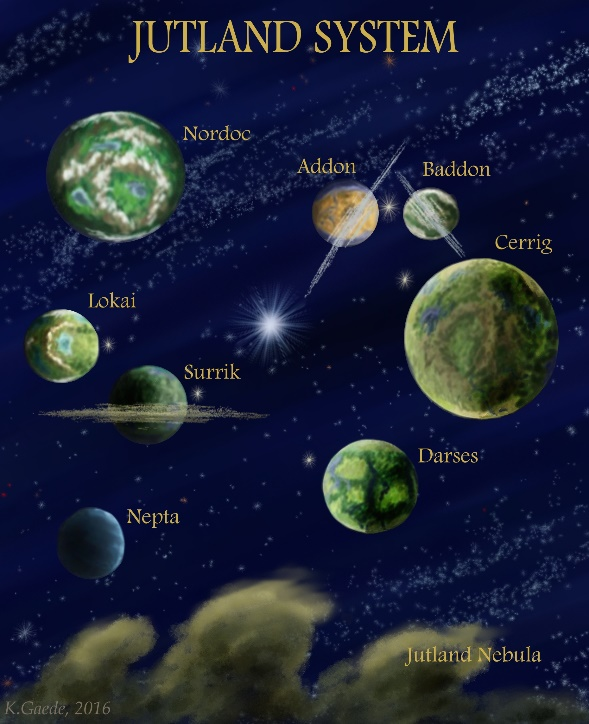 JUTLAND SYSTEM
Nordoc
Addon
Baddon
Cerrig
Lokai
Surrik
Darses
Nepta
Jutland Nebula
K.Gaede, 2016